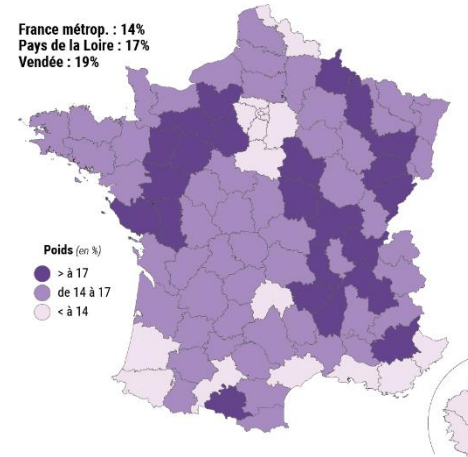 France métrop. : 14%
Pays de la Loire : 17%
Vendée : 19%
Poids (en %)
> à 17
de 14 à 17
< à 14